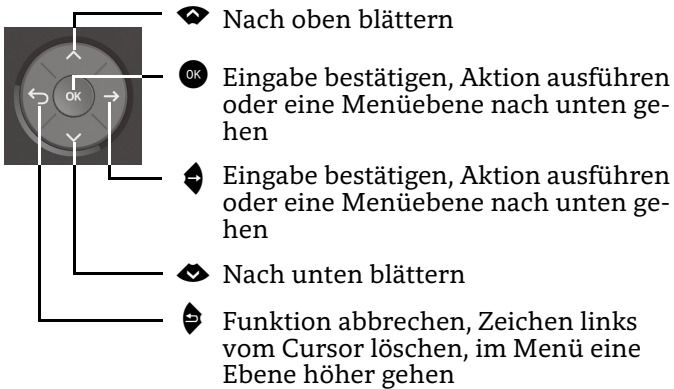 Nach oben blättern
OK
Eingabe bestätigen, Aktion ausführen
oder eine Menüebene nach unten ge-
hen
OK
Eingabe bestätigen, Aktion ausführen
oder eine Menüebene nach unten ge-
hen
Nach unten blättern
Funktion abbrechen, Zeichen links
vom Cursor löschen, im Menü eine
Ebene höher gehen